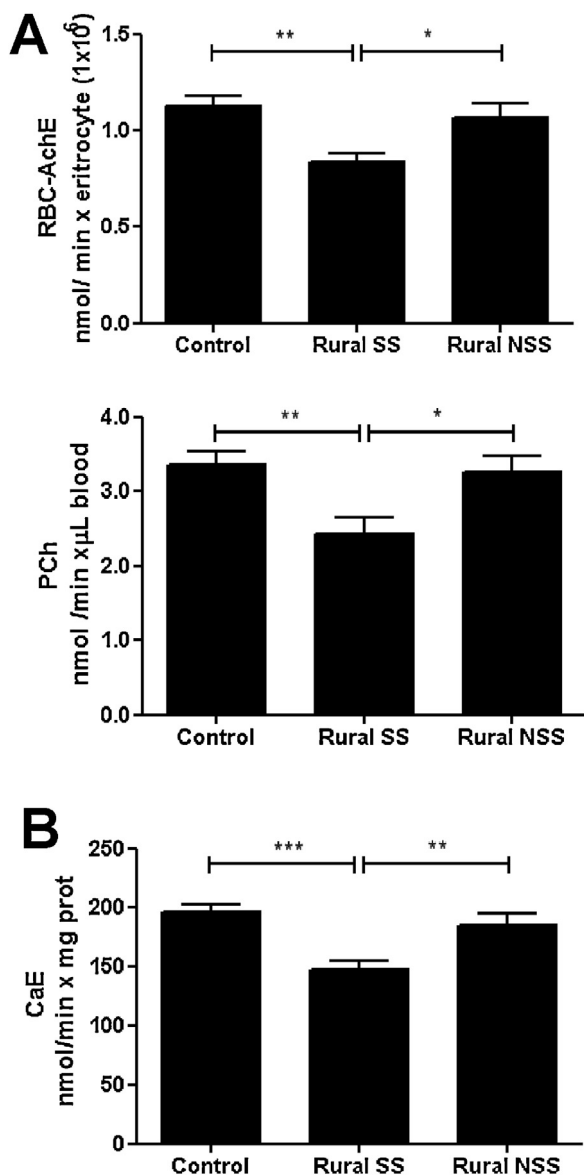 A
RBC-AchE
nmol/ min x eritrocyte (1x10⁶)
1.5
1.0
0.5
0.0
** *
Control Rural SS Rural NSS
PCh
nmol /min xµL blood
4.0
3.0
2.0
1.0
0.0
** *
Control Rural SS Rural NSS
B
CaE
nmol/min x mg prot
250
200
150
100
50
0
*** **
Control Rural SS Rural NSS